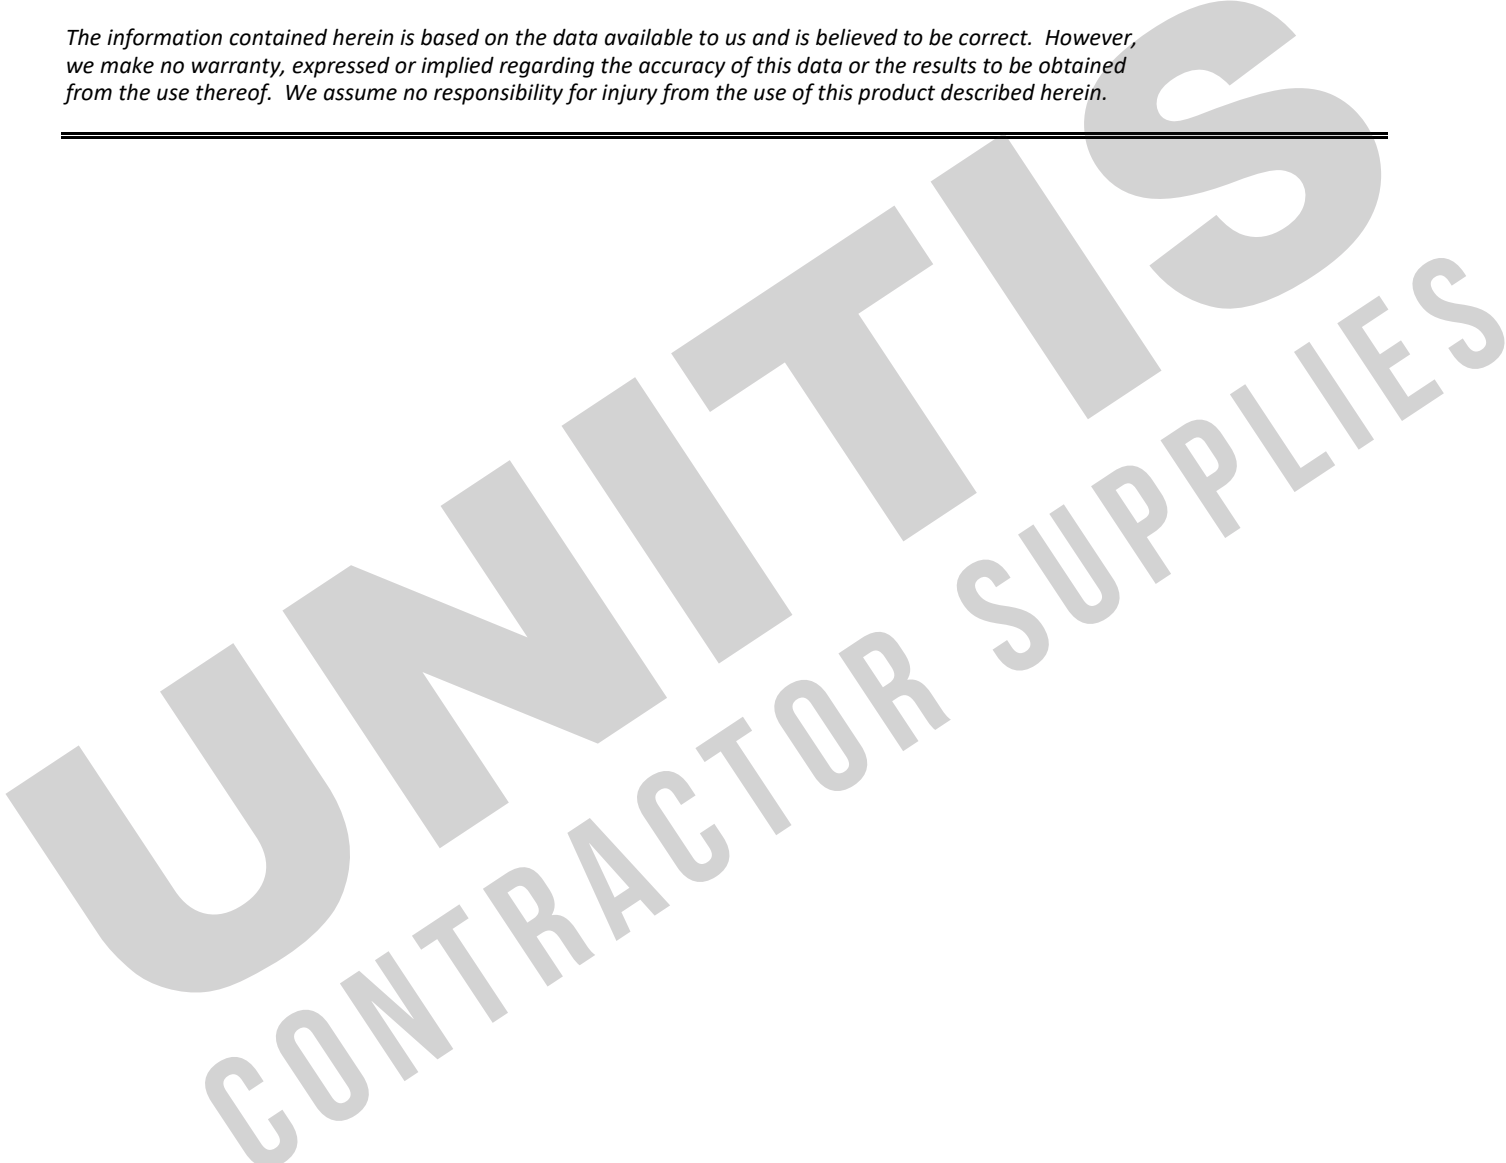 The information contained herein is based on the data available to us and is believed to be correct.  However,
we make no warranty, expressed or implied regarding the accuracy of this data or the results to be obtained
from the use thereof.  We assume no responsibility for injury from the use of this product described herein.
UNITIS
CONTRACTOR SUPPLIES